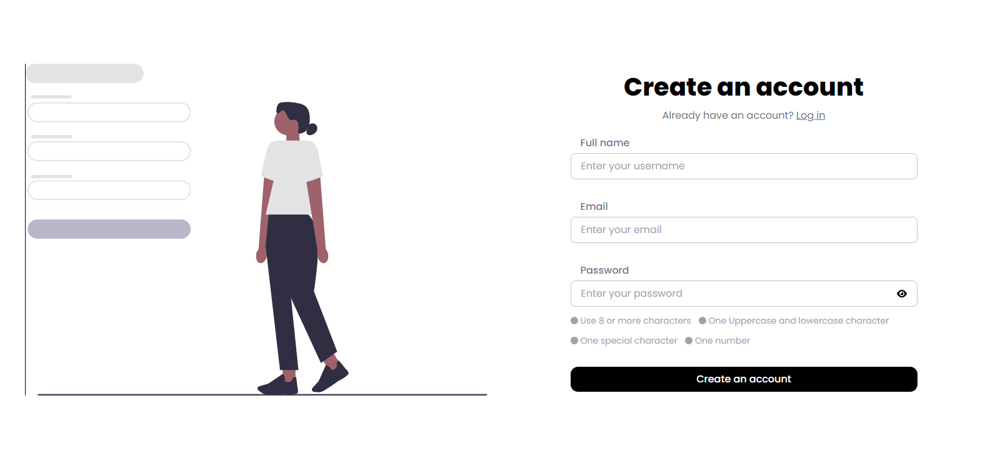 Create an account
Already have an account? Log in
Full name
Enter your username
Email
Enter your email
Password
Enter your password
Use 8 or more characters One Uppercase and lowercase character
One special character One number
Create an account